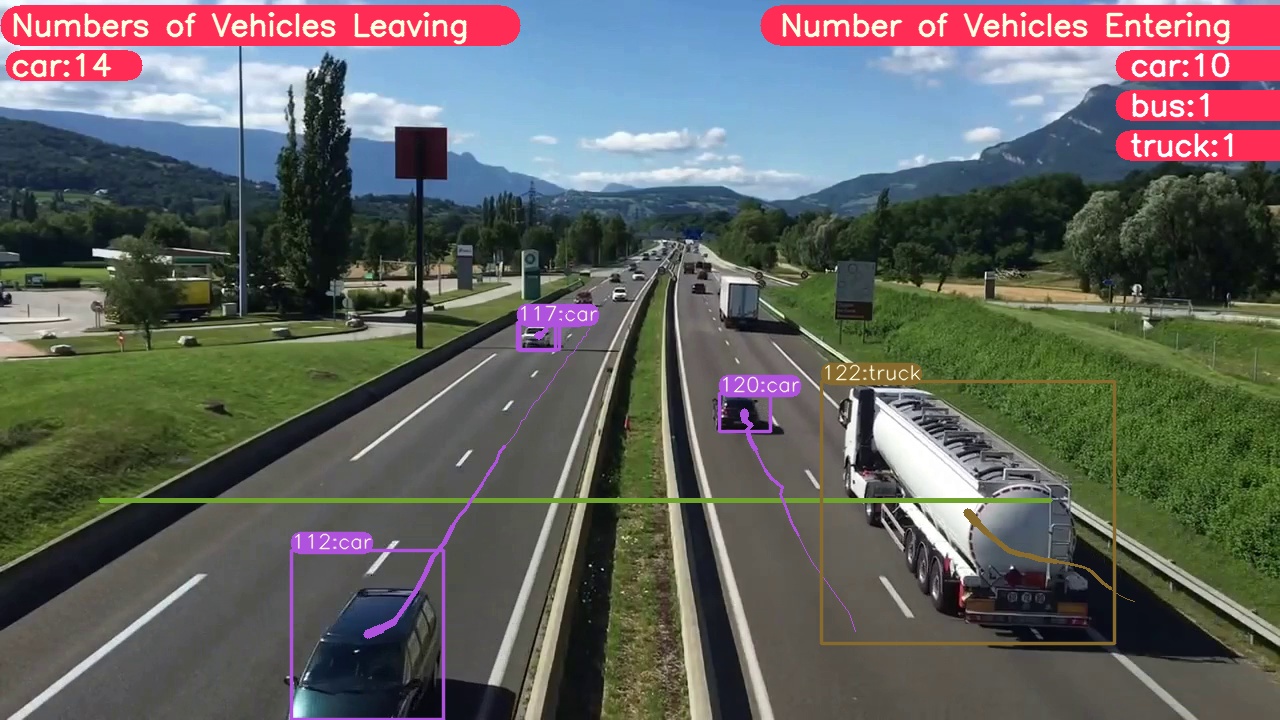 Numbers of Vehicles Leaving
car:14
Number of Vehicles Entering
car:10
bus:1
truck:1
117:car
122:truck
120:car
112:car